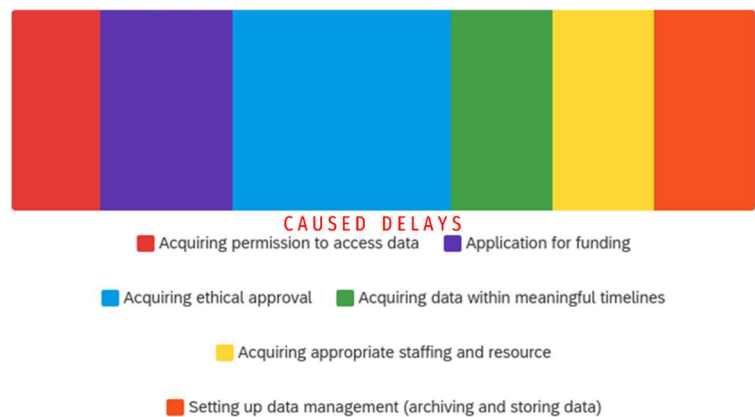 CAUSED DELAYS
Acquiring permission to access data Application for funding
Acquiring ethical approval Acquiring data within meaningful timelines
Acquiring appropriate staffing and resource
Setting up data management (archiving and storing data)